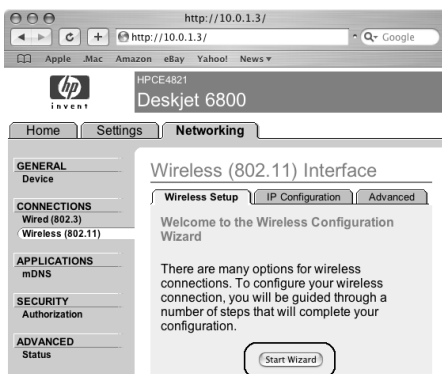 http://10.0.1.3/
http://10.0.1.3/
Q- Google
Apple .Mac Amazon eBay Yahoo! News ▾
hp
invent
HPCE4821
Deskjet 6800
Home Settings Networking
GENERAL
Device
CONNECTIONS
Wired (802.3)
Wireless (802.11)
APPLICATIONS
mDNS
SECURITY
Authorization
ADVANCED
Status
Wireless (802.11) Interface
Wireless Setup IP Configuration Advanced
Welcome to the Wireless Configuration
Wizard
There are many options for wireless
connections. To configure your wireless
connection, you will be guided through a
number of steps that will complete your
configuration.
Start Wizard